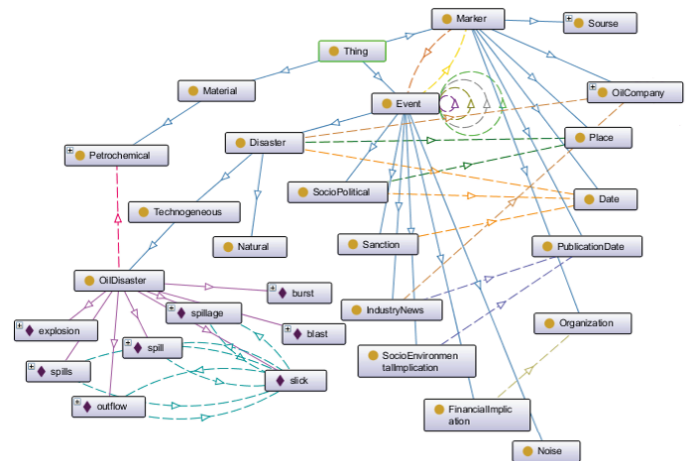 Marker
Sourse
Thing
Material
Event
OilCompany
Disaster
Place
Petrochemical
SocioPolitical
Date
Technogeneous
Natural
Sanction
PublicationDate
OilDisaster
burst
IndustryNews
spillage
Organization
explosion
blast
spill
SocioEnvironmen
talImplication
spills
slick
outflow
FinancialImplic
ation
Noise